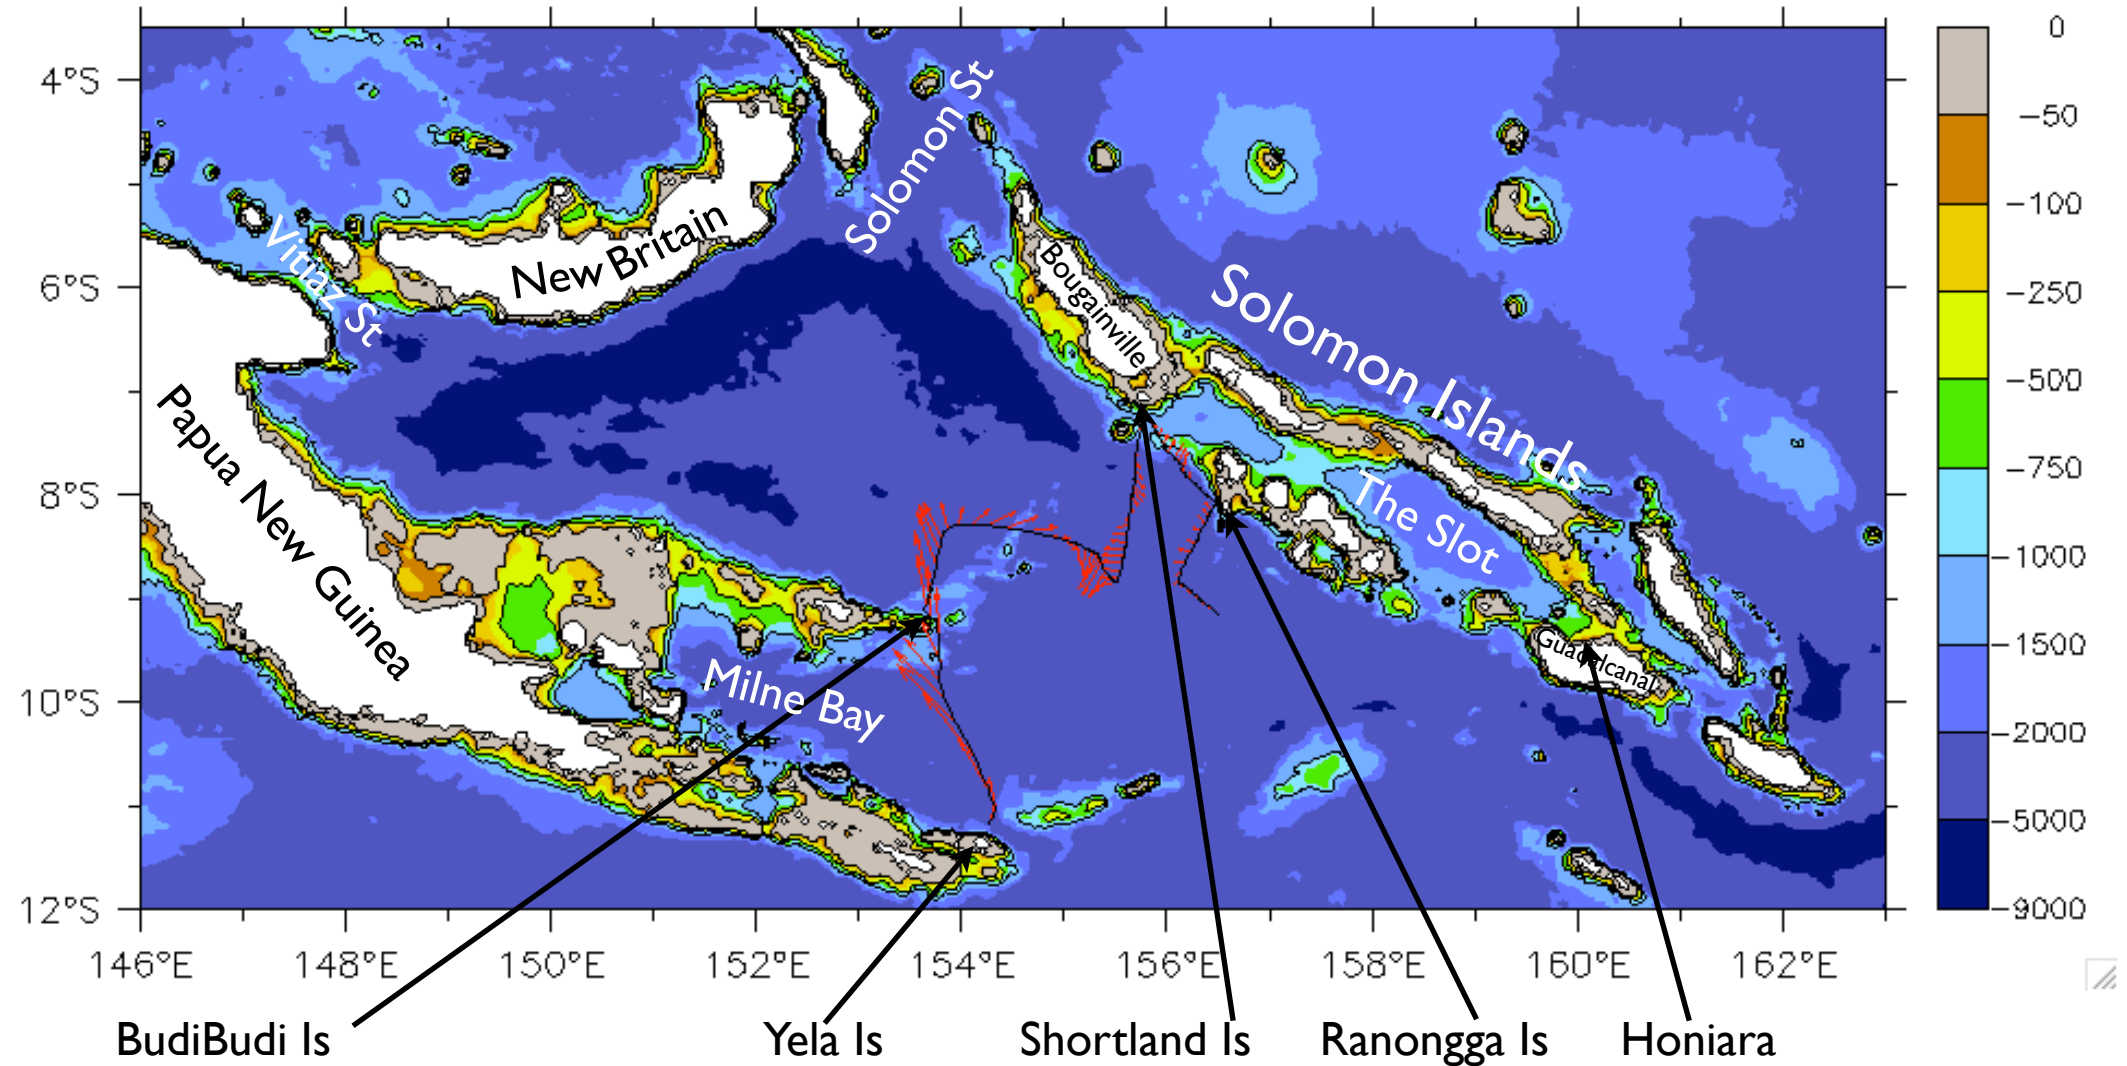 4°S
6°S
8°S
10°S
12°S
146°E
148°E
150°E
152°E
154°E
156°E
158°E
160°E
162°E
0
−50
−100
−250
−500
−750
−1000
−1500
−2000
−5000
−9000
Solomon St
Vitiaz St
New Britain
Bougainville
Solomon Islands
Papua New Guinea
The Slot
Guadalcanal
Milne Bay
BudiBudi Is
Yela Is
Shortland Is
Ranongga Is
Honiara